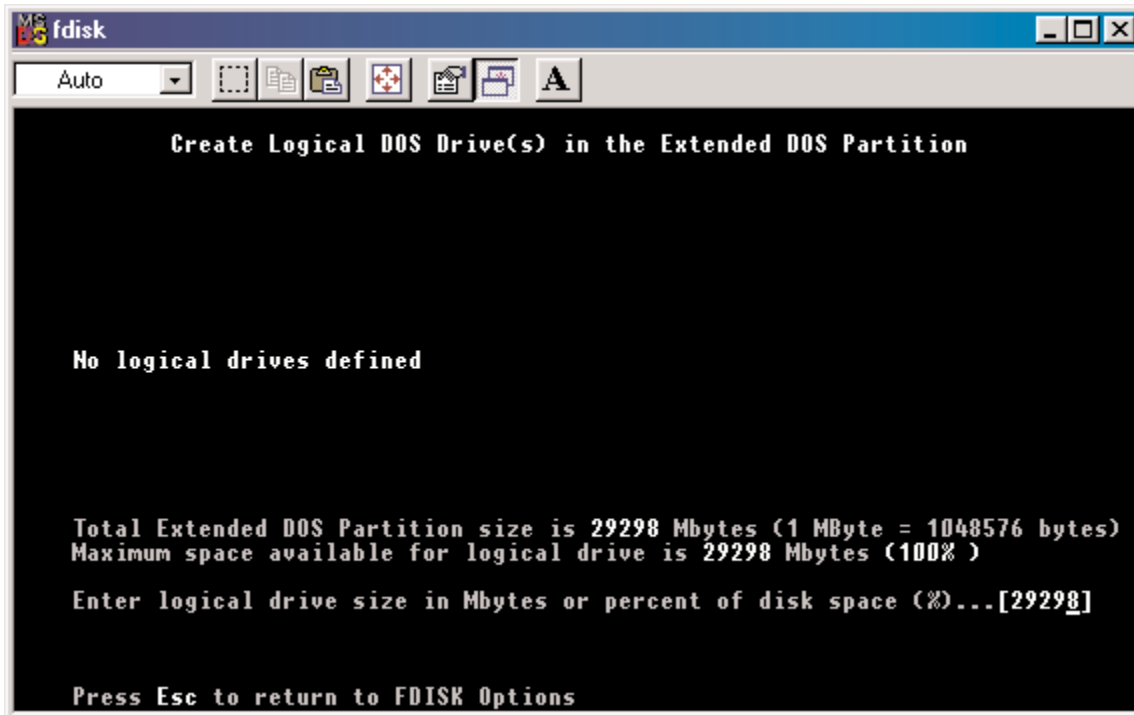 MS DOS fdisk
Auto A
Create Logical DOS Drive(s) in the Extended DOS Partition
No logical drives defined
Total Extended DOS Partition size is 29298 Mbytes (1 MByte = 1048576 bytes)
Maximum space available for logical drive is 29298 Mbytes (100% )
Enter logical drive size in Mbytes or percent of disk space (%)...[29298]
Press Esc to return to FDISK Options